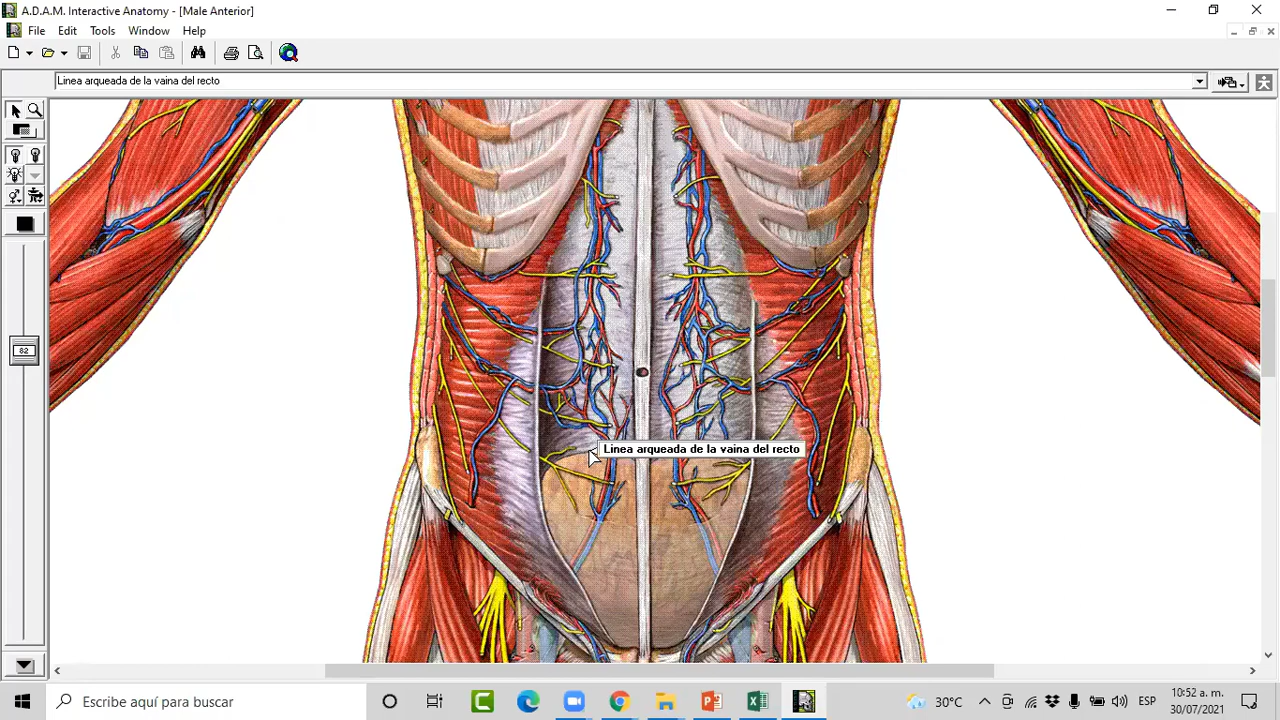 A.D.A.M. Interactive Anatomy - [Male Anterior]
File Edit Tools Window Help
Linea arqueada de la vaina del recto
82
Linea arqueada de la vaina del recto
Escribe aquí para buscar
30°C
ESP
10:52 a. m.
30/07/2021